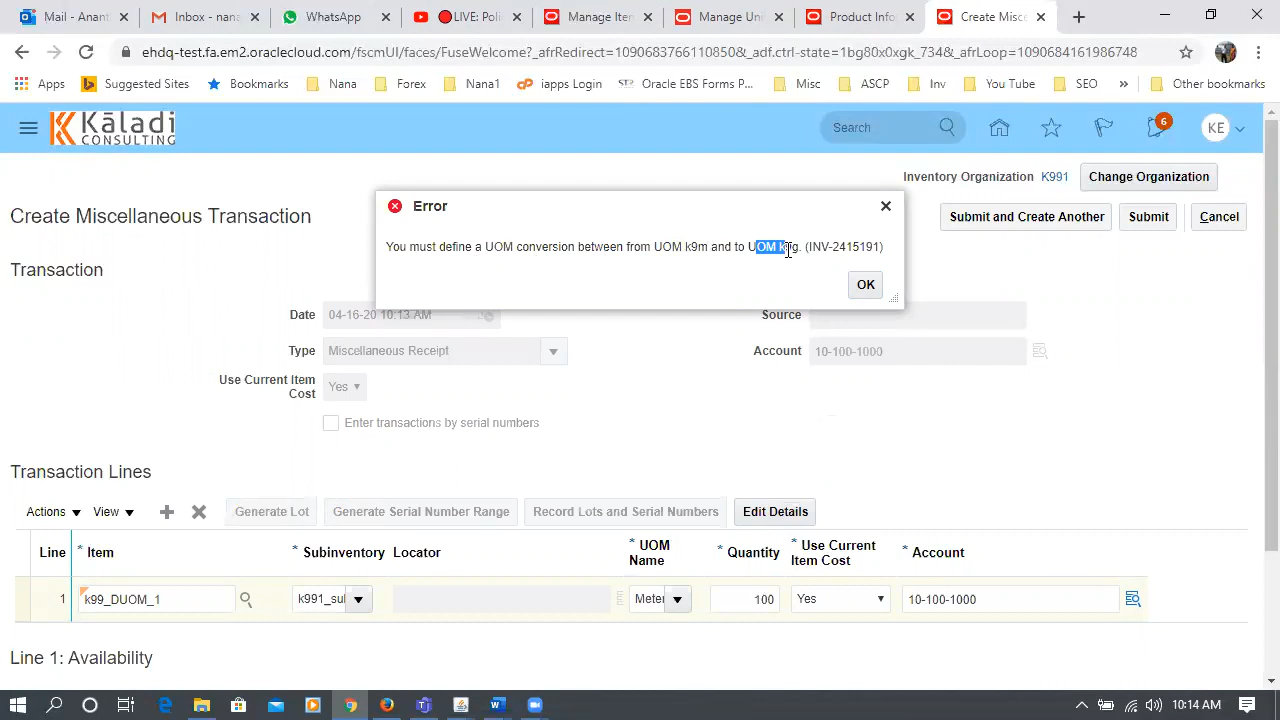 Mail - Anant
Inbox - nana
WhatsApp
LIVE: Poli
Manage Item
Manage Uni
Product Info
Create Misce
ehdq-test.fa.em2.oraclecloud.com/fscmUI/faces/FuseWelcome?_afrRedirect=1090683766110850&_adf.ctrl-state=1bg80x0xgk_734&_afrLoop=1090684161986748
Apps
Suggested Sites
Bookmarks
Nana
Forex
Nana1
iapps Login
Oracle EBS Forms P...
Misc
ASCP
Inv
You Tube
SEO
»
Other bookmarks
Kālādi
CONSULTING
Search
6
KE
Inventory Organization K991
Change Organization
Create Miscellaneous Transaction
Submit and Create Another
Submit
Cancel
Error
You must define a UOM conversion between from UOM k9m and to UOM k9g. (INV-2415191)
OK
Transaction
Date 04-16-20 10:13 AM
Source
Type Miscellaneous Receipt
Account 10-100-1000
Use Current Item
Cost
Yes
Enter transactions by serial numbers
Transaction Lines
Actions
View
Generate Lot
Generate Serial Number Range
Record Lots and Serial Numbers
Edit Details
Line
* Item
* Subinventory
Locator
* UOM
Name
* Quantity
* Use Current
Item Cost
* Account
1
k99_DUOM_1
k991_sul
Meter
100
Yes
10-100-1000
Line 1: Availability
10:14 AM